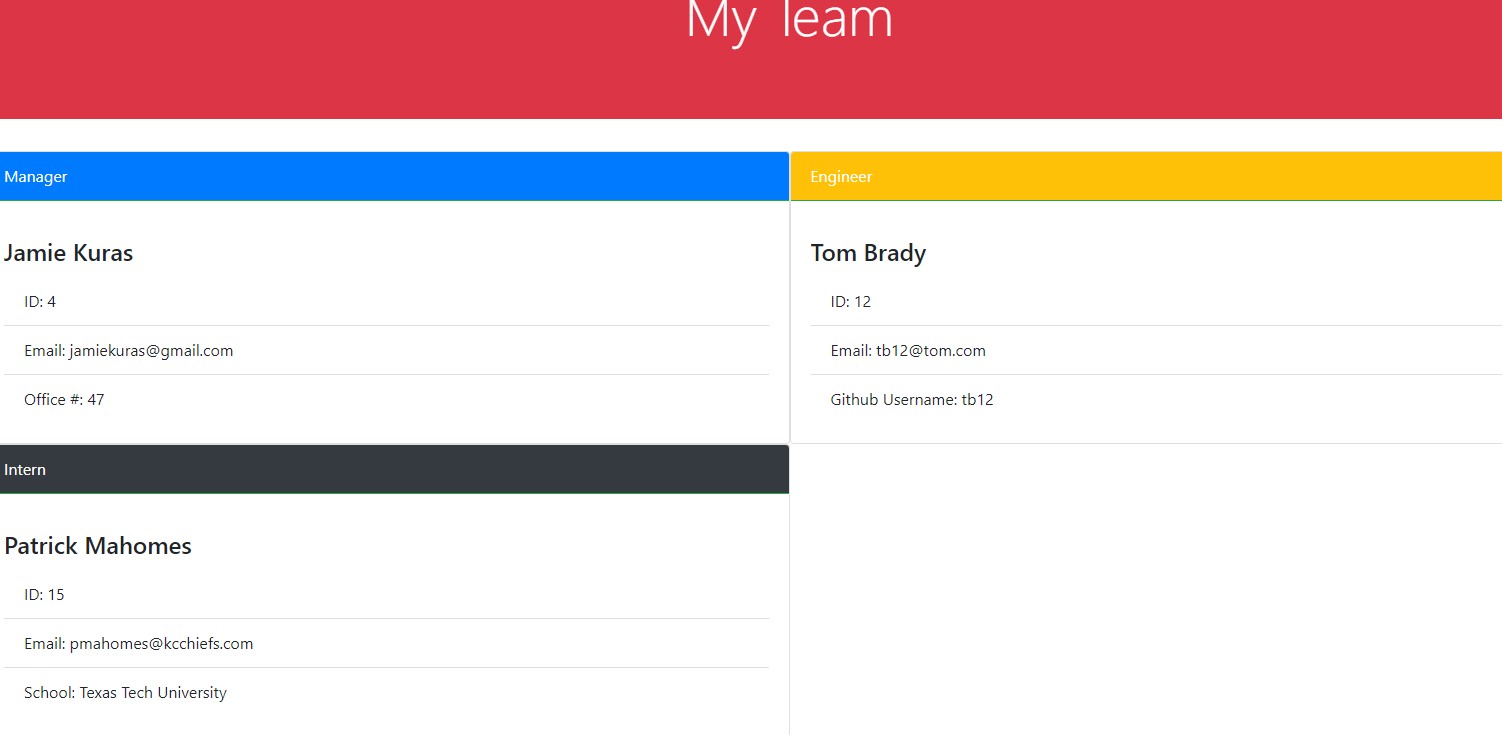 My Team
Manager
Jamie Kuras
ID: 4
Email: jamiekuras@gmail.com
Office #: 47
Engineer
Tom Brady
ID: 12
Email: tb12@tom.com
Github Username: tb12
Intern
Patrick Mahomes
ID: 15
Email: pmahomes@kcchiefs.com
School: Texas Tech University